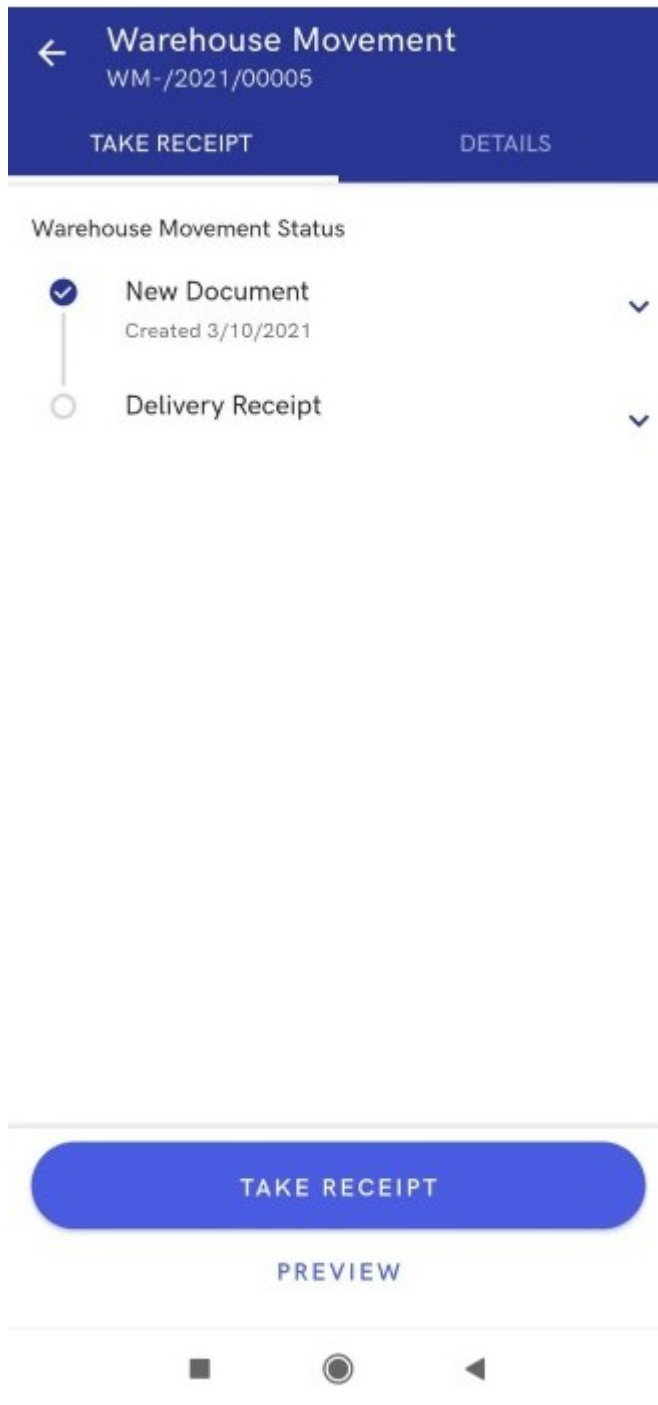 Warehouse Movement
WM-/2021/00005
TAKE RECEIPT
DETAILS
Warehouse Movement Status
New Document
Created 3/10/2021
Delivery Receipt
TAKE RECEIPT
PREVIEW